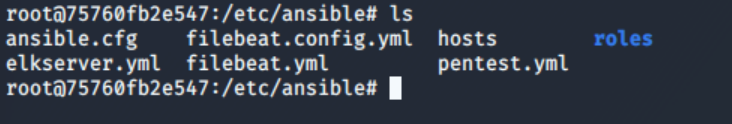 root@75760fb2e547:/etc/ansible# ls
ansible.cfg    filebeat.config.yml  hosts        roles
elkserver.yml  filebeat.yml         pentest.yml
root@75760fb2e547:/etc/ansible#